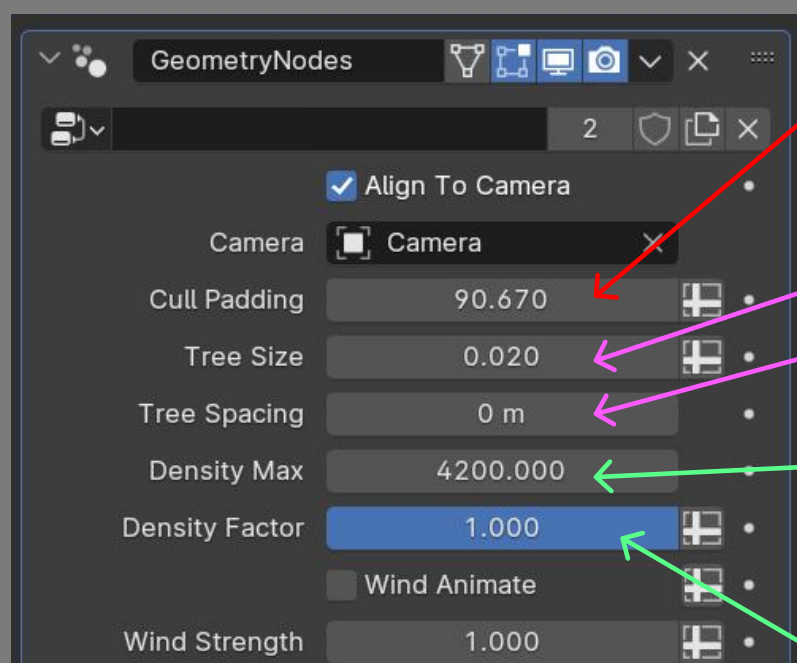 GeometryNodes
2
Align To Camera
Camera Camera
Cull Padding 90.670
Tree Size 0.020
Tree Spacing 0 m
Density Max 4200.000
Density Factor 1.000
Wind Animate
Wind Strength 1.000